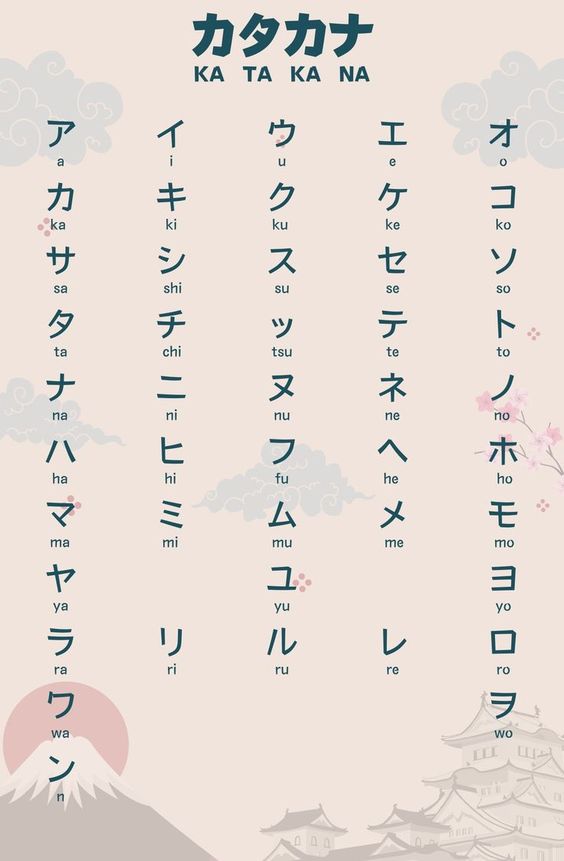 カタカナ
KA TA KA NA
ア イ ウ エ オ
a i u e o
カ キ ク ケ コ
ka ki ku ke ko
サ シ ス セ ソ
sa shi su se so
タ チ ッ テ ト
ta chi tsu te to
ナ ニ ヌ ネ ノ
na ni nu ne no
ハ ヒ フ ヘ ホ
ha hi fu he ho
マ ミ ム メ モ
ma mi mu me mo
ヤ ユ ヨ
ya yu yo
ラ リ ル レ ロ
ra ri ru re ro
ワ ヲ
wa wo
ン
n